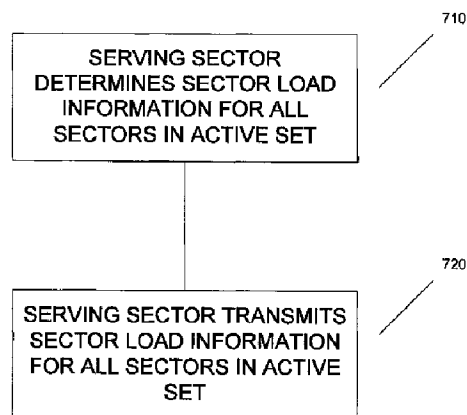 710
SERVING SECTOR
DETERMINES SECTOR LOAD
INFORMATION FOR ALL
SECTORS IN ACTIVE SET
720
SERVING SECTOR TRANSMITS
SECTOR LOAD INFORMATION
FOR ALL SECTORS IN ACTIVE
SET